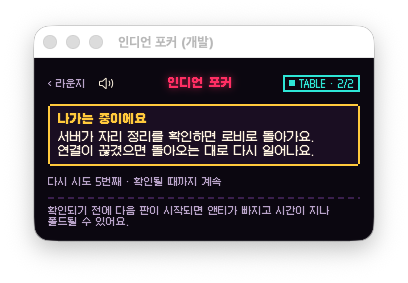 인디언 포커 (개발)
‹ 라운지
인디언 포커
TABLE · 2/2
나가는 중이에요
서버가 자리 정리를 확인하면 로비로 돌아가요.
연결이 끊겼으면 돌아오는 대로 다시 일어나요.
다시 시도 5번째 · 확인될 때까지 계속
확인되기 전에 다음 판이 시작되면 앤티가 빠지고 시간이 지나
폴드될 수 있어요.